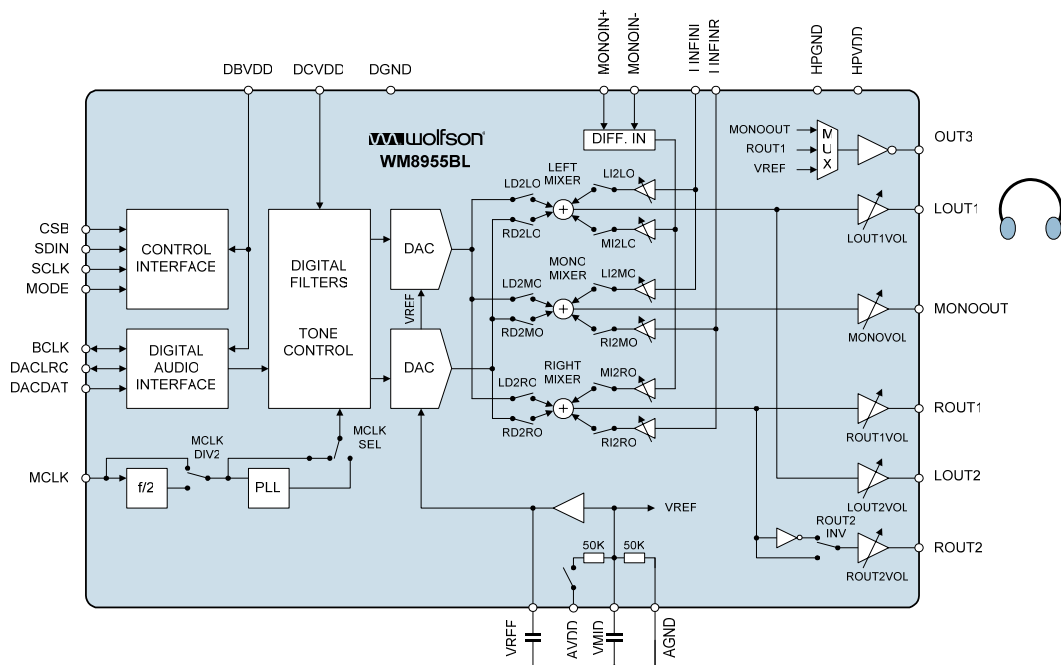 MONOIN+
MONOIN-
I INFINI
I INFINR
HPGND
HPVDD
DBVDD
DCVDD
DGND
wolfson
WM8955BL
DIFF. IN
MONOOUT
ROUT1
VREF
MUX
OUT3
LEFT
MIXER
LD2LO
RD2LO
LI2LO
MI2LO
LOUT1
LOUT1VOL
CSB
SDIN
SCLK
MODE
CONTROL
INTERFACE
DIGITAL
FILTERS
TONE
CONTROL
DAC
VREF
DAC
MONO
MIXER
LD2MO
RD2MO
LI2MO
RI2MO
MONOOUT
MONOVOL
BCLK
DACLRC
DACDAT
DIGITAL
AUDIO
INTERFACE
RIGHT
MIXER
LD2RO
RD2RO
MI2RO
RI2RO
ROUT1
ROUT1VOL
MCLK
SEL
MCLK
DIV2
MCLK
f/2
PLL
LOUT2
LOUT2VOL
VREF
ROUT2
INV
ROUT2
ROUT2VOL
50K
50K
VREF
AVDD
VMID
AGND